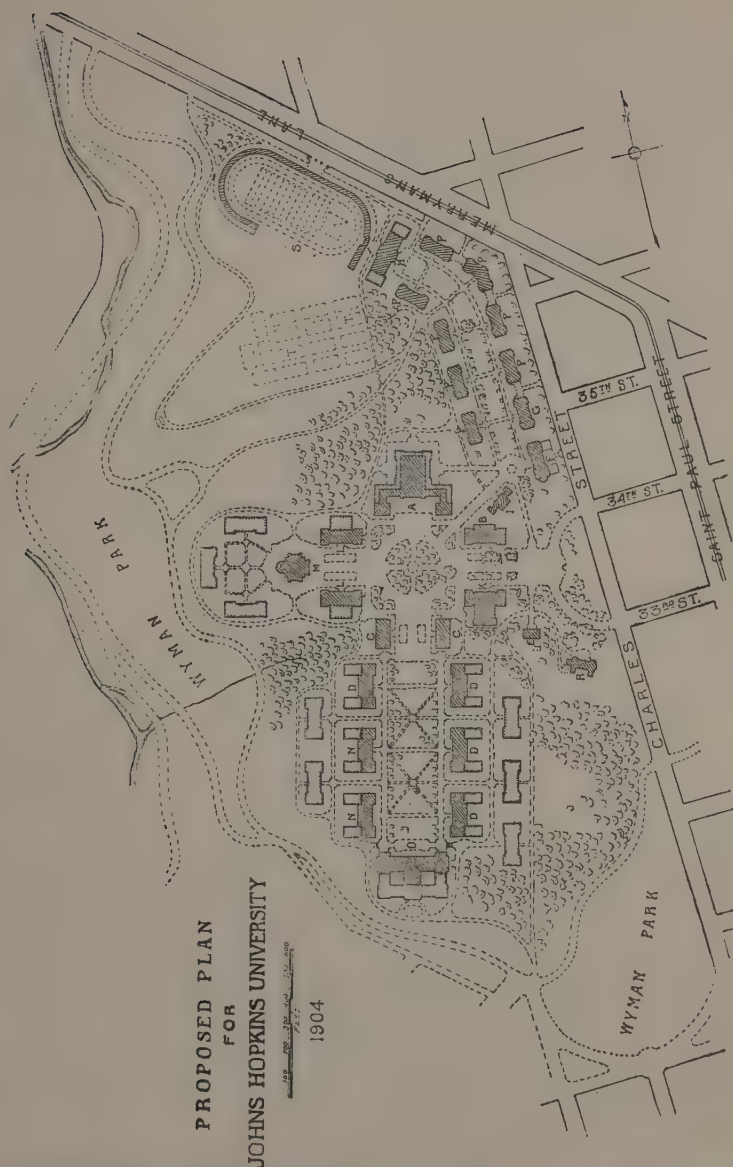 PROPOSED PLAN
FOR
JOHNS HOPKINS UNIVERSITY
FEET
1904
WYMAN PARK
MERRYMANS LANE
CHARLES STREET
SAINT PAUL STREET
35TH ST.
34TH ST.
33RD ST.
WYMAN PARK
S
H
P
P
P
P
P
P
G
A
B
M
K
C
C
D
D
D
D
N
N
O
R